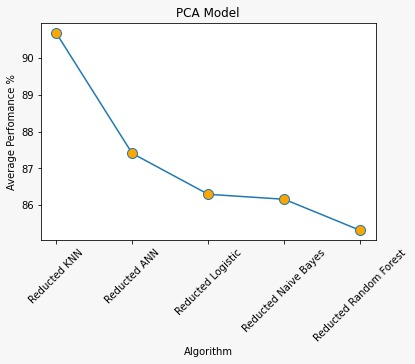 PCA Model
Average Perfomance %
90
89
88
87
86
Reducted KNN
Reducted ANN
Reducted Logistic
Reducted Naive Bayes
Reducted Random Forest
Algorithm